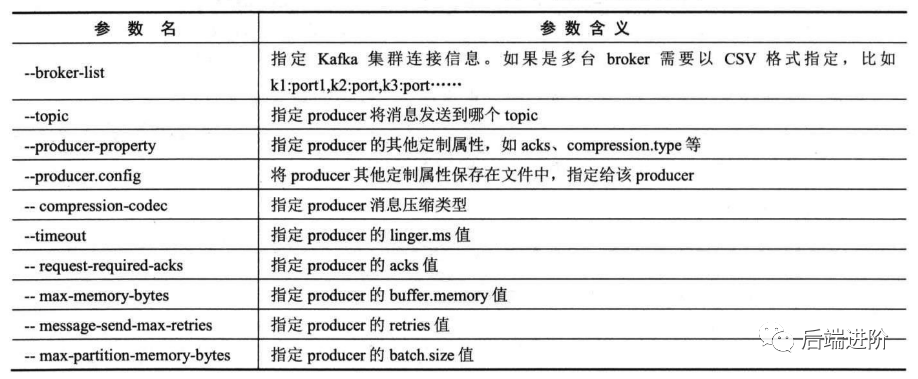 参 数 名 参 数 含 义
--broker-list 指定 Kafka 集群连接信息。如果是多台 broker 需要以 CSV 格式指定，比如
k1:port1,k2:port,k3:port……
--topic 指定 producer 将消息发送到哪个 topic
--producer-property 指定 producer 的其他定制属性，如 acks、compression.type 等
--producer.config 将 producer 其他定制属性保存在文件中，指定给该 producer
-- compression-codec 指定 producer 消息压缩类型
--timeout 指定 producer 的 linger.ms 值
-- request-required-acks 指定 producer 的 acks 值
-- max-memory-bytes 指定 producer 的 buffer.memory 值
-- message-send-max-retries 指定 producer 的 retries 值
-- max-partition-memory-bytes 指定 producer 的 batch.size 值
后端进阶